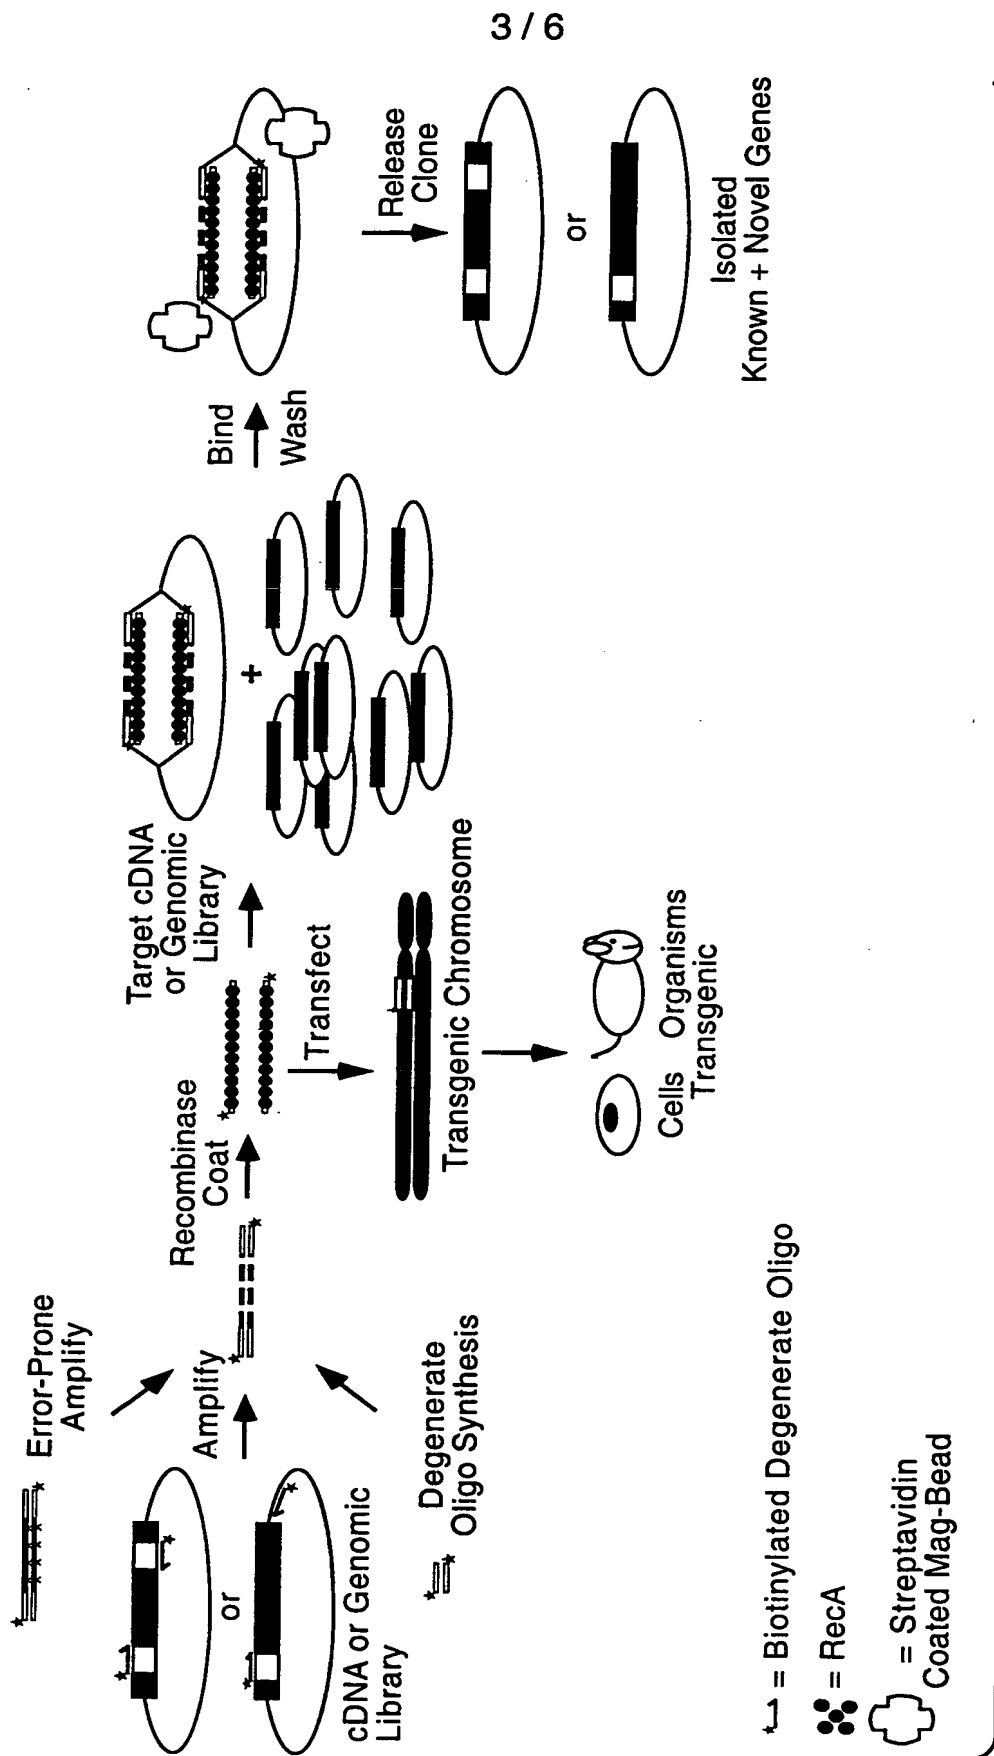 3 / 6
Error-Prone
Amplify
Amplify
or
cDNA or Genomic
Library
Degenerate
Oligo Synthesis
Recombinase
Coat
Transfect
Transgenic Chromosome
Cells Organisms
Transgenic
Target cDNA
or Genomic
Library
+
Bind
Wash
Release
Clone
or
Isolated
Known + Novel Genes
= Biotinylated Degenerate Oligo
= RecA
= Streptavidin
Coated Mag-Bead